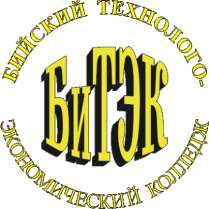 БИЙСКИЙ ТЕХНОЛОГО-
БиТЭК
ЭКОНОМИЧЕСКИЙ КОЛЛЕДЖ